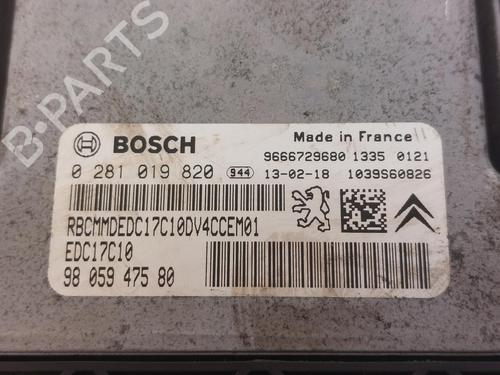 B-PARTS
BOSCH
Made in France
0 281 019 820 944
9666729680 1335 0121
13-02-18 1039S60826
RBCMMDEDC17C10DV4CCEM01
EDC17C10
98 059 475 80